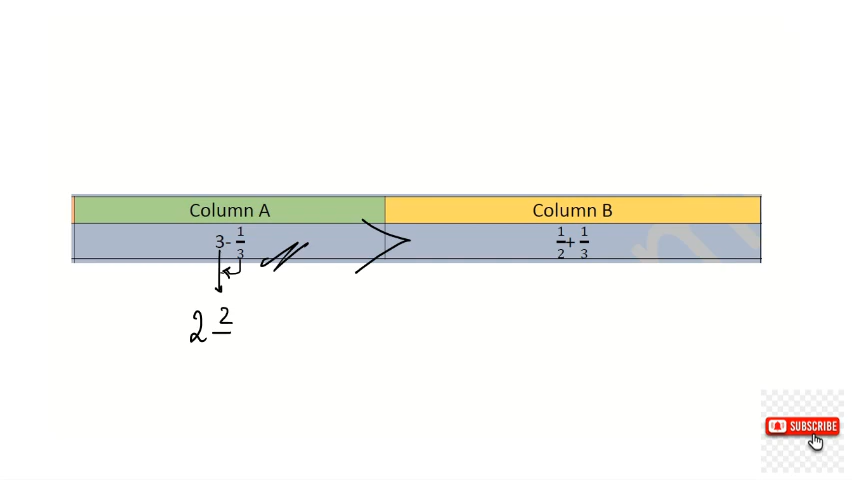 Column A Column B
3- 1/3 > 1/2 + 1/3
2 2/
SUBSCRIBE